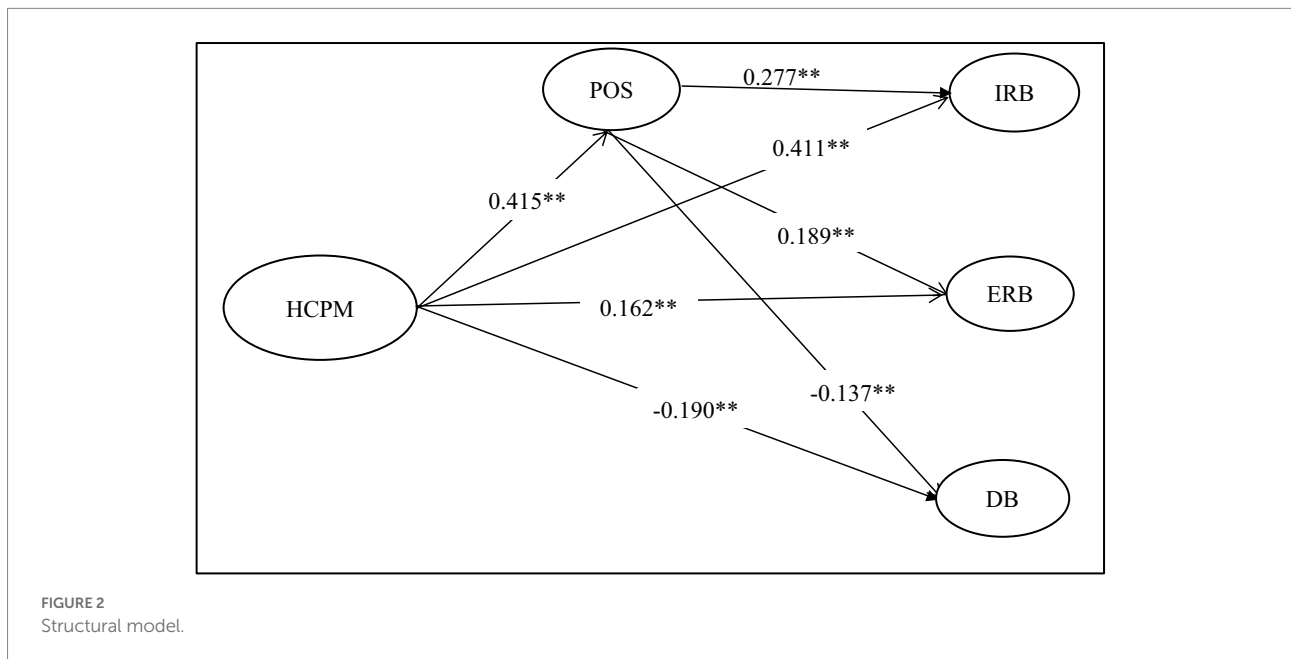 POS
0.277**
IRB
0.411**
0.415**
0.189**
HCPM
0.162**
ERB
-0.137**
-0.190**
DB
FIGURE 2
Structural model.